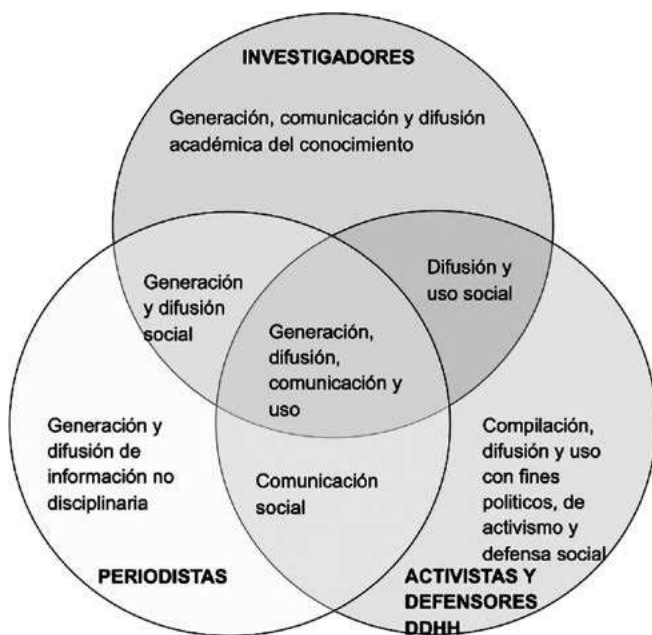 INVESTIGADORES
Generación, comunicación y difusión
académica del conocimiento
Generación
y difusión
social
Difusión y
uso social
Generación,
difusión,
comunicación y
uso
Generación y
difusión de
información no
disciplinaria
Comunicación
social
Compilación,
difusión y uso
con fines
politicos, de
activismo y
defensa social
PERIODISTAS
ACTIVISTAS Y
DEFENSORES
DDHH